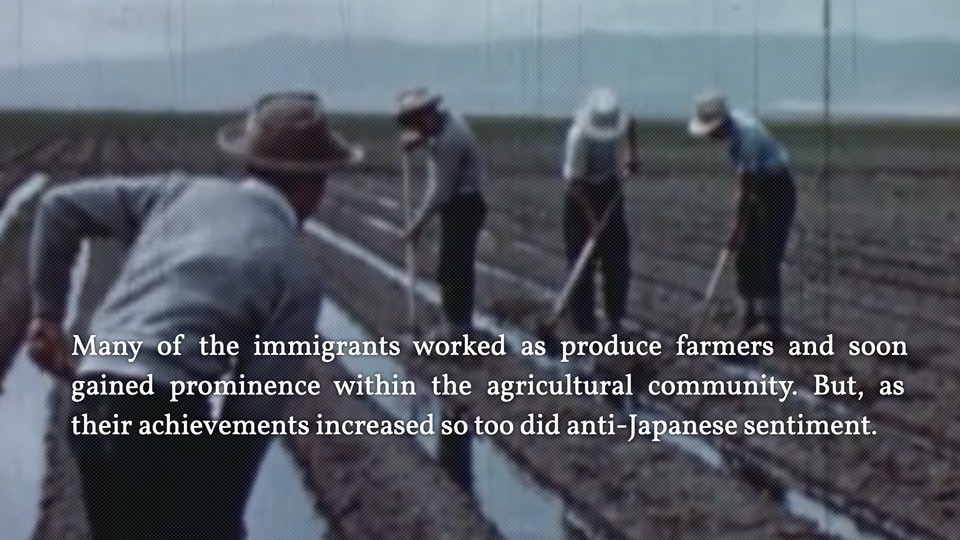 Many of the immigrants worked as produce farmers and soon
gained prominence within the agricultural community. But, as
their achievements increased so too did anti-Japanese sentiment.